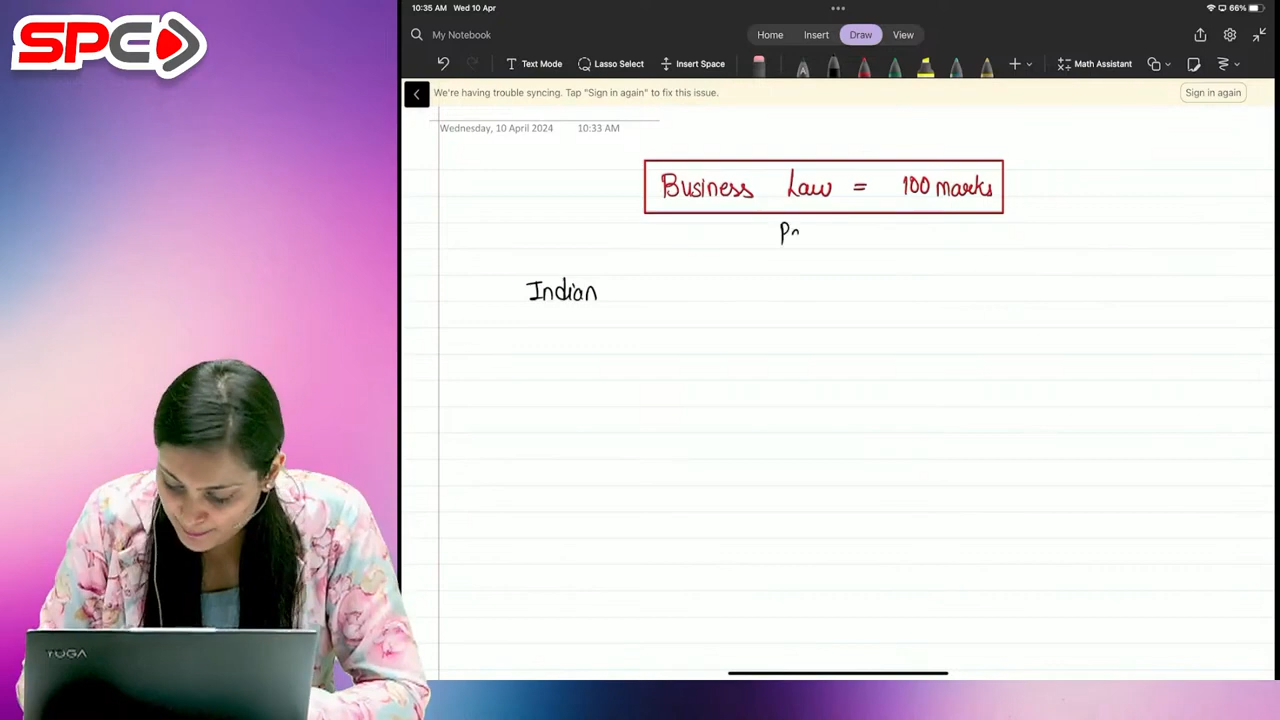 SPC
10:35 AM Wed 10 Apr
66%
My Notebook
Home Insert Draw View
Text Mode Lasso Select Insert Space Math Assistant
We're having trouble syncing. Tap "Sign in again" to fix this issue.
Sign in again
Wednesday, 10 April 2024 10:33 AM
Business Law = 100 marks
Indian
YOGA